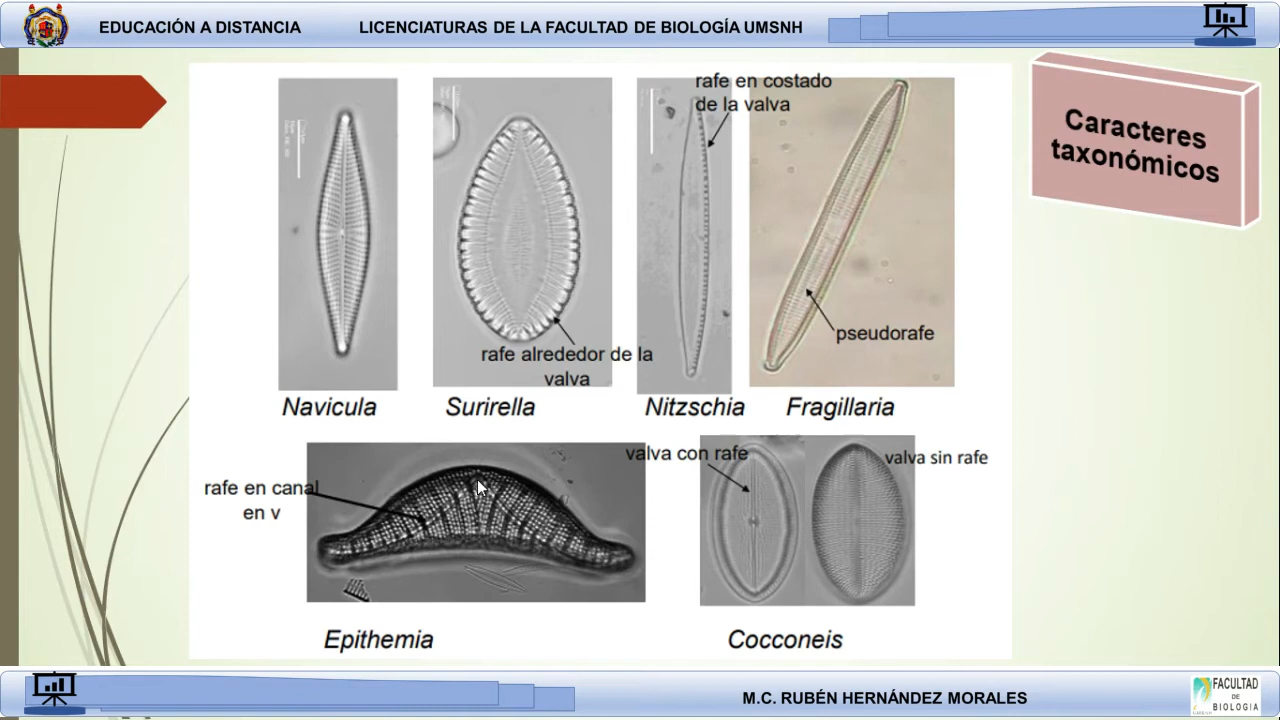 EDUCACIÓN A DISTANCIA
LICENCIATURAS DE LA FACULTAD DE BIOLOGÍA UMSNH
Caracteres
taxonómicos
rafe en costado
de la valva
rafe alrededor de la
valva
pseudorafe
Navicula
Surirella
Nitzschia
Fragillaria
rafe en canal
en v
valva con rafe
valva sin rafe
Epithemia
Cocconeis
M.C. RUBÉN HERNÁNDEZ MORALES
FACULTAD
DE
BIOLOGIA